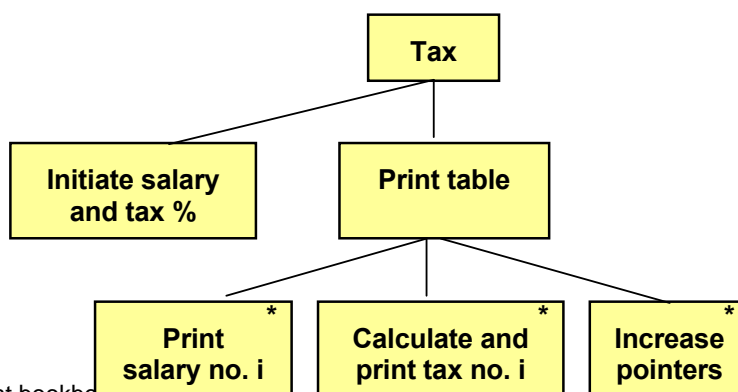 Tax
Initiate salary
and tax %
Print table
*
Print
salary no. i
*
Calculate and
print tax no. i
*
Increase
pointers